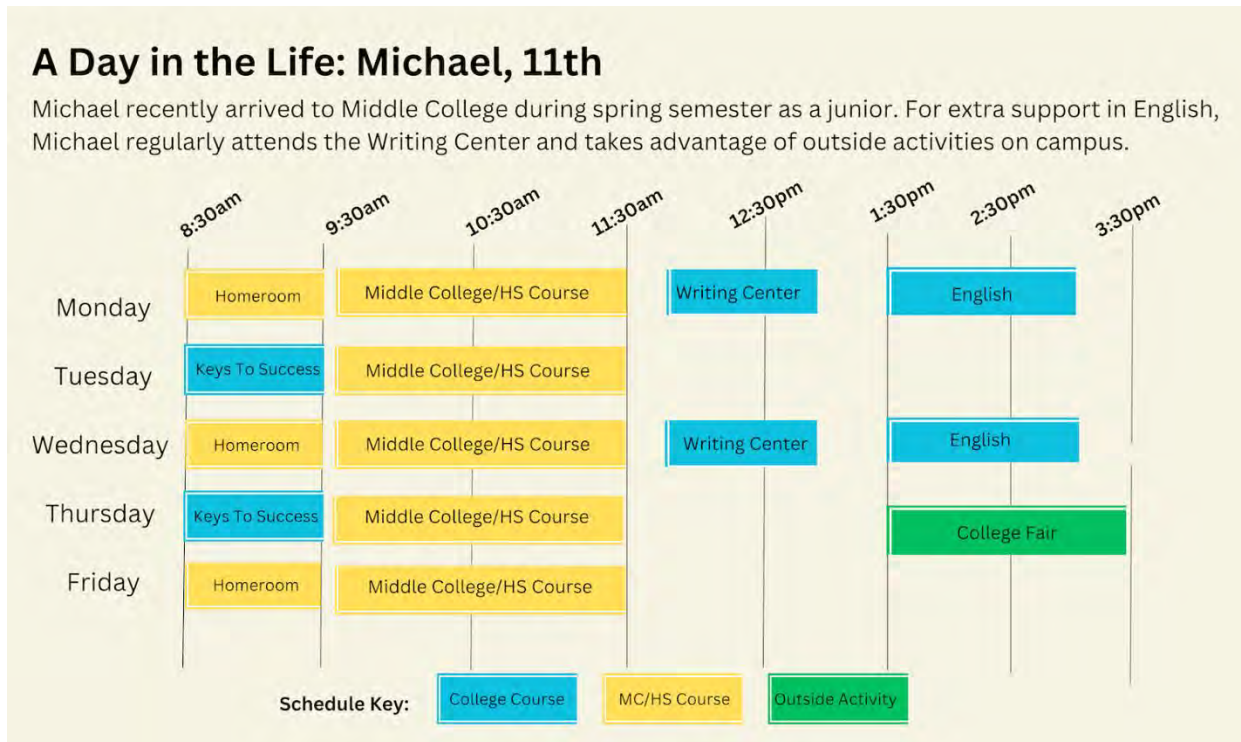 A Day in the Life: Michael, 11th
Michael recently arrived to Middle College during spring semester as a junior. For extra support in English,
Michael regularly attends the Writing Center and takes advantage of outside activities on campus.
8:30am 9:30am 10:30am 11:30am 12:30pm 1:30pm 2:30pm 3:30pm
Monday Homeroom Middle College/HS Course Writing Center English
Tuesday Keys To Success Middle College/HS Course
Wednesday Homeroom Middle College/HS Course Writing Center English
Thursday Keys To Success Middle College/HS Course College Fair
Friday Homeroom Middle College/HS Course
Schedule Key: College Course MC/HS Course Outside Activity